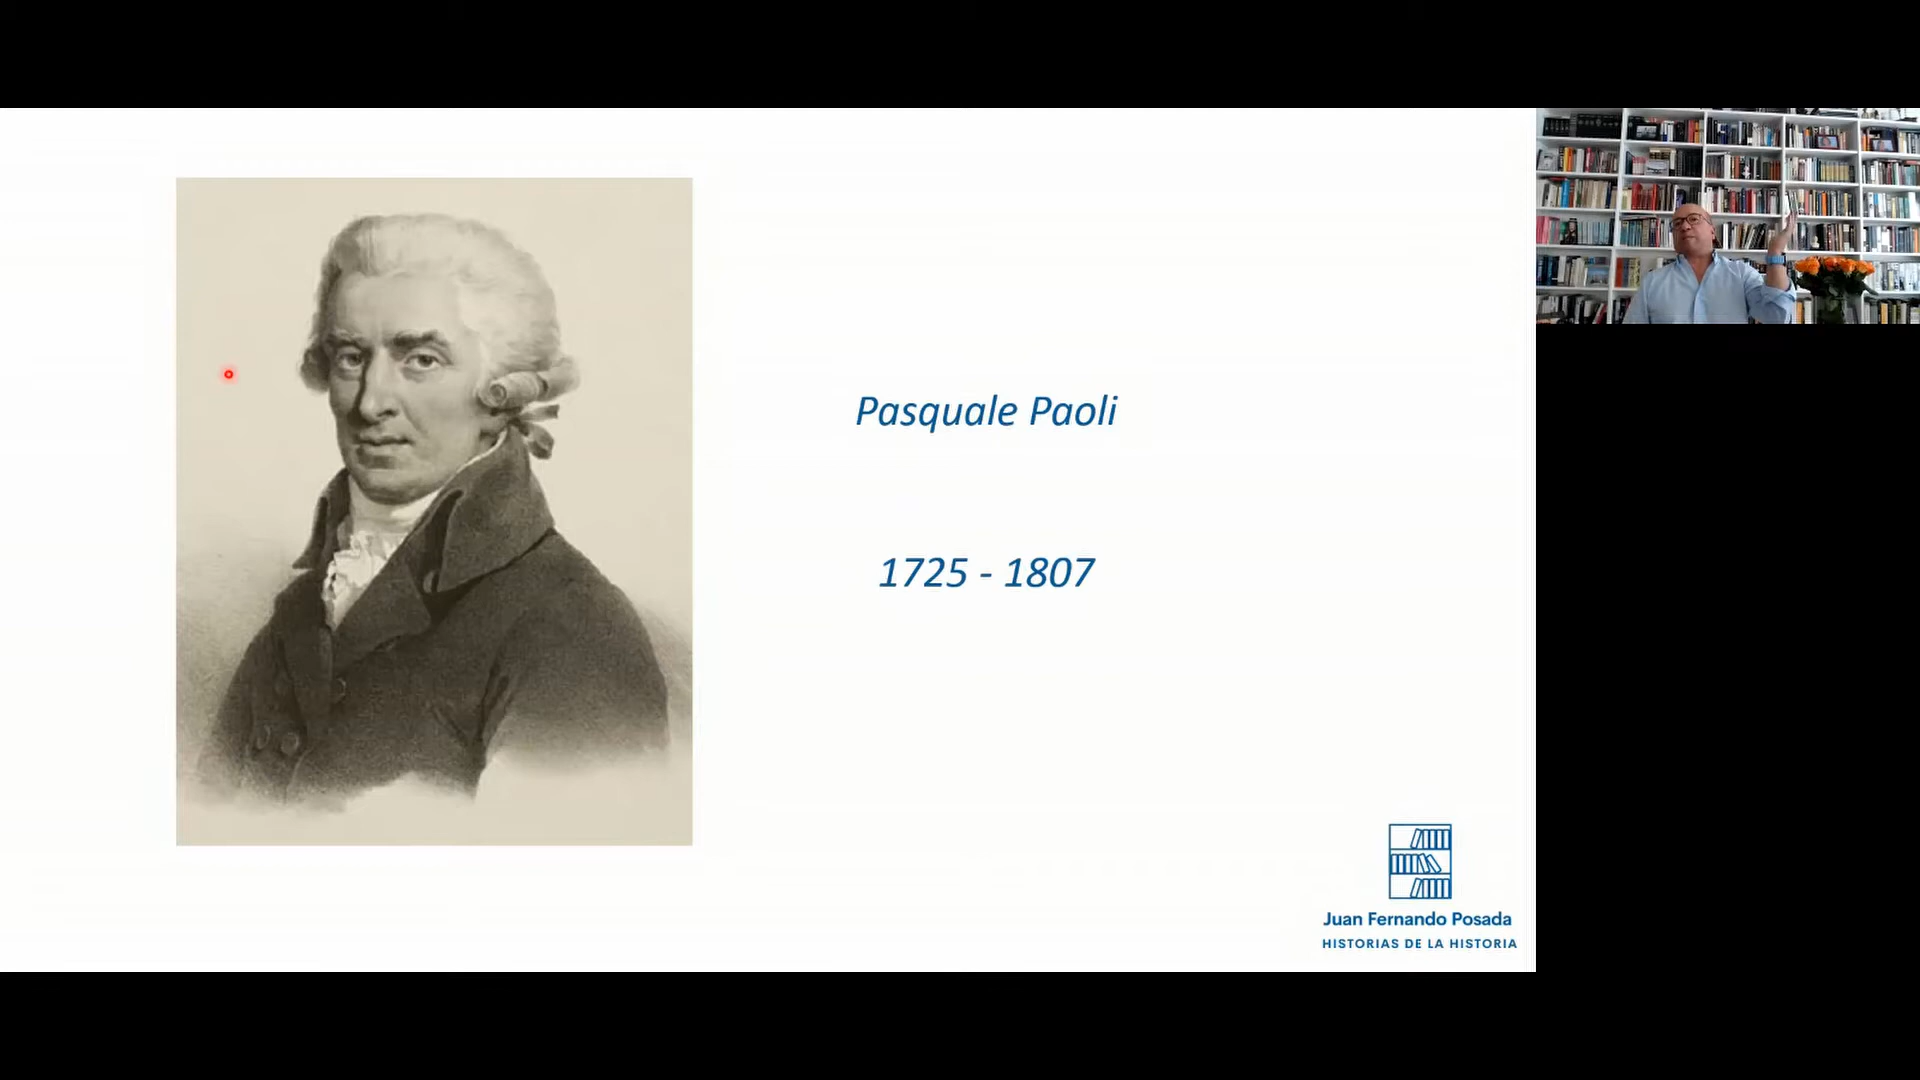 Pasquale Paoli
1725 - 1807
Juan Fernando Posada
HISTORIAS DE LA HISTORIA